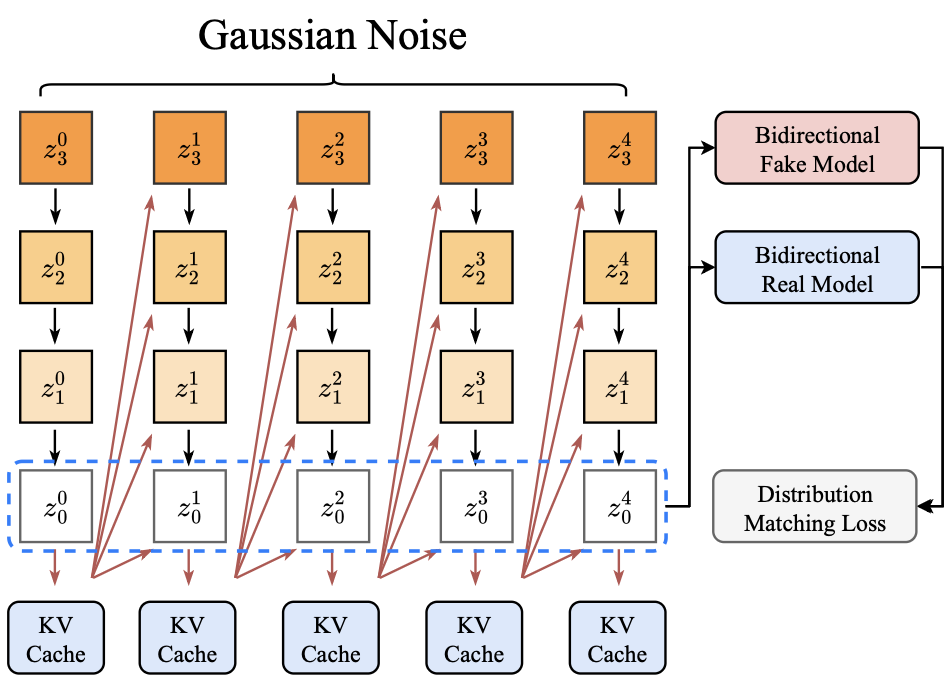 Gaussian Noise
z_3^0 z_3^1 z_3^2 z_3^3 z_3^4
z_2^0 z_2^1 z_2^2 z_2^3 z_2^4
z_1^0 z_1^1 z_1^2 z_1^3 z_1^4
z_0^0 z_0^1 z_0^2 z_0^3 z_0^4
KV Cache
KV Cache
KV Cache
KV Cache
KV Cache
Bidirectional
Fake Model
Bidirectional
Real Model
Distribution
Matching Loss